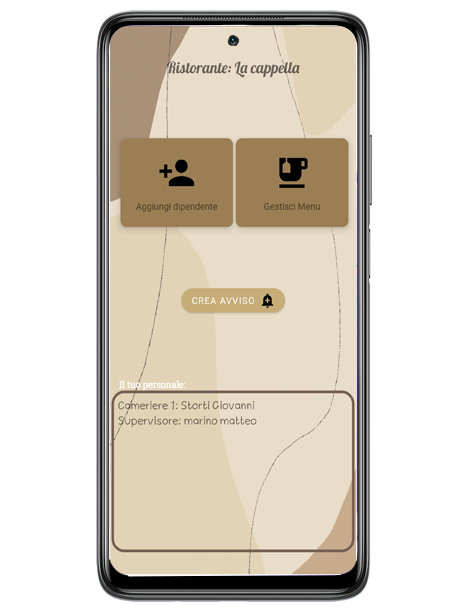 Ristorante: La cappella
Aggiungi dipendente
Gestisci Menu
CREA AVVISO
Il tuo personale:
Cameriere 1: Storti Giovanni
Supervisore: marino matteo